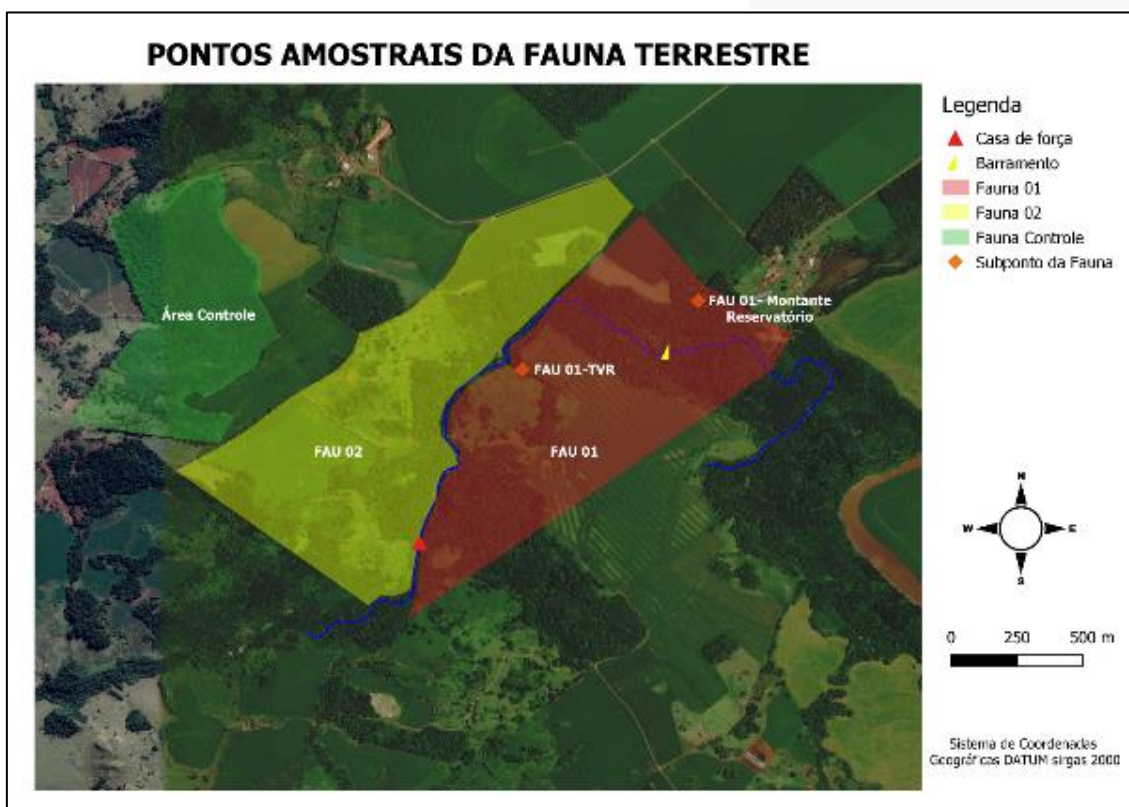 PONTOS AMOSTRAIS DA FAUNA TERRESTRE
Legenda
Casa de força
Barramento
Fauna 01
Fauna 02
Fauna Controle
Subponto da Fauna
Área Controle
FAU 01- Montante
Reservatório
FAU 01-TVR
FAU 02
FAU 01
N
W
E
S
0 250 500 m
Sistema de Coordenadas
Geográficas DATUM sirgas 2000